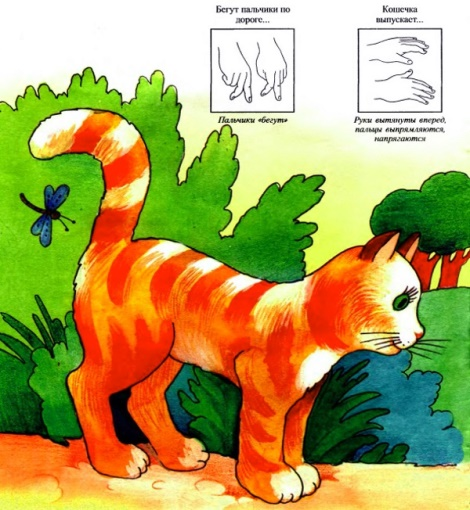 Бегут пальчики по
дороге...
Пальчики «бегут»
Кошечка
выпускает...
Руки вытянуты вперед,
пальцы выпрямляются,
напрягаются